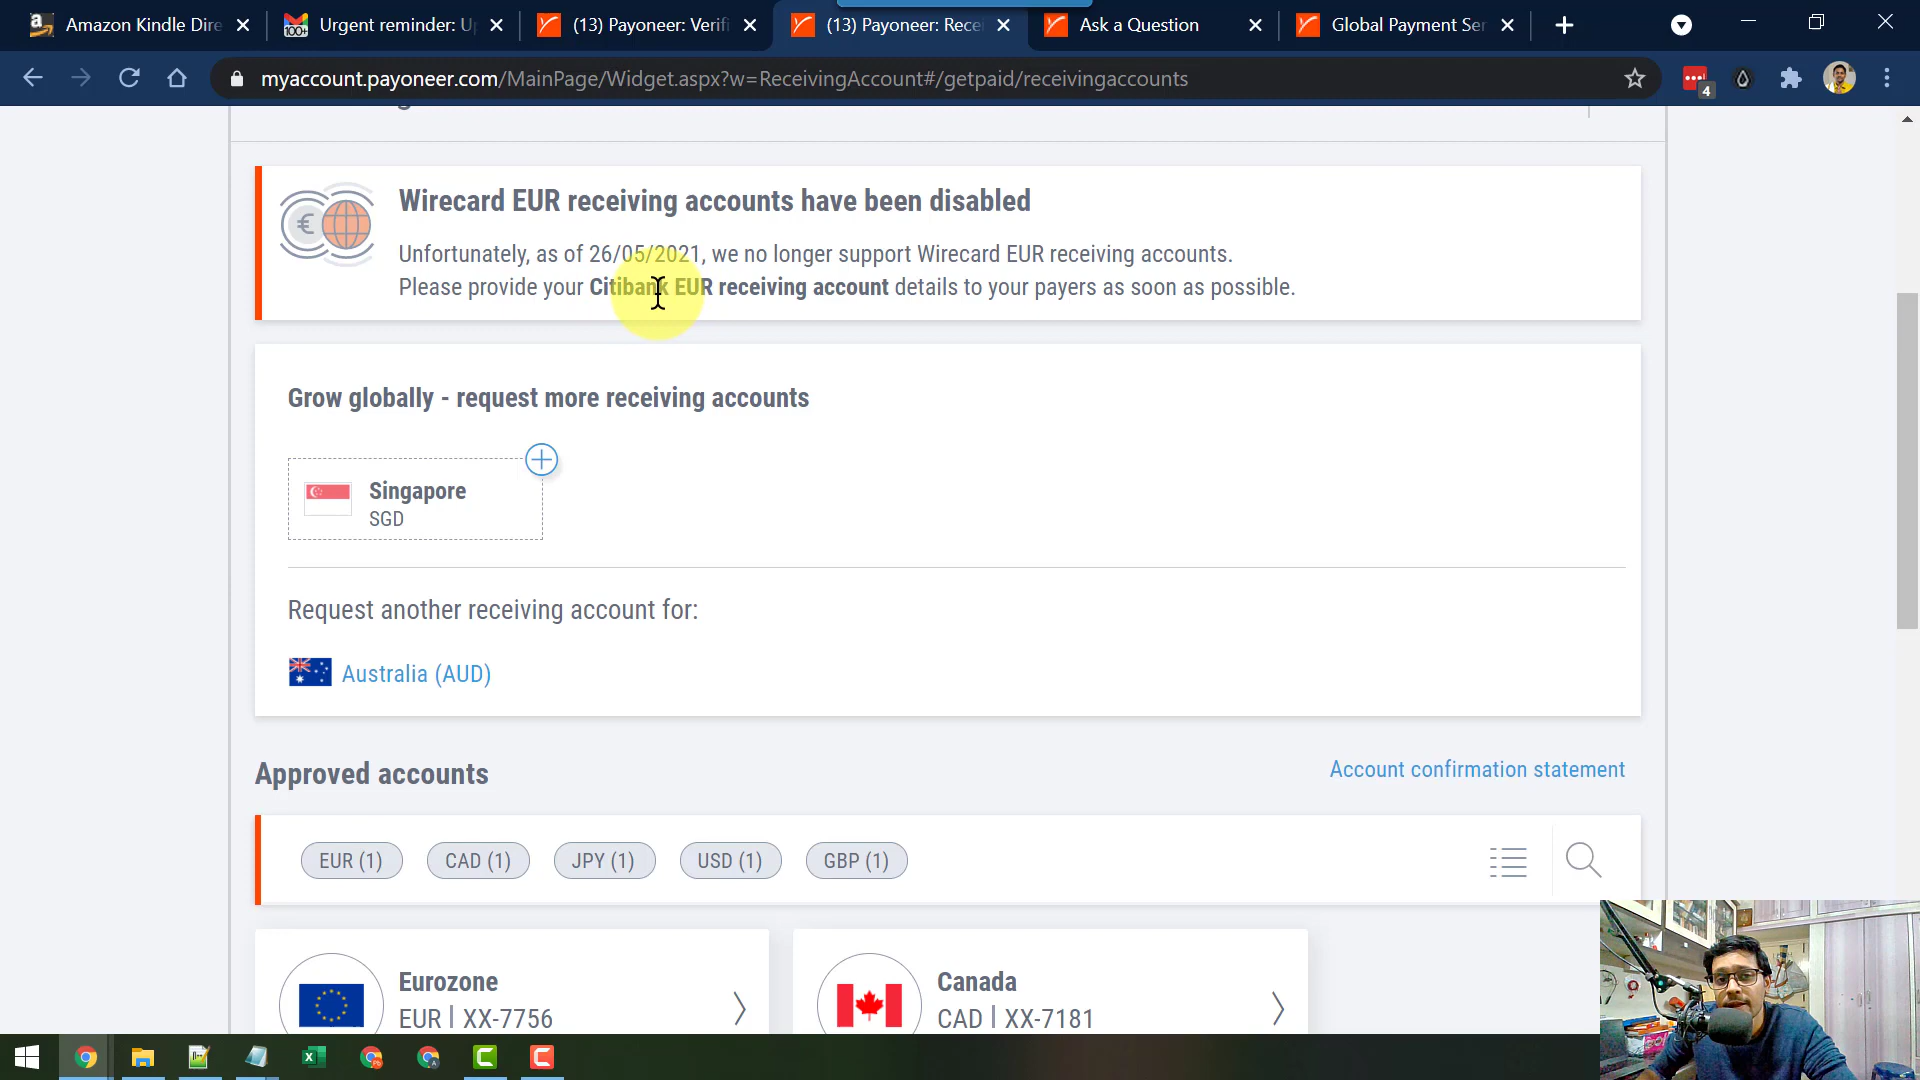 Amazon Kindle Dire
Urgent reminder: U
(13) Payoneer: Verifi
(13) Payoneer: Rece
Ask a Question
Global Payment Ser
myaccount.payoneer.com/MainPage/Widget.aspx?w=ReceivingAccount#/getpaid/receivingaccounts
4
100+
Wirecard EUR receiving accounts have been disabled
Unfortunately, as of 26/05/2021, we no longer support Wirecard EUR receiving accounts.
Please provide your Citibank EUR receiving account details to your payers as soon as possible.
Grow globally - request more receiving accounts
Singapore
SGD
Request another receiving account for:
Australia (AUD)
Approved accounts
Account confirmation statement
EUR (1)
CAD (1)
JPY (1)
USD (1)
GBP (1)
Eurozone
EUR | XX-7756
Canada
CAD | XX-7181